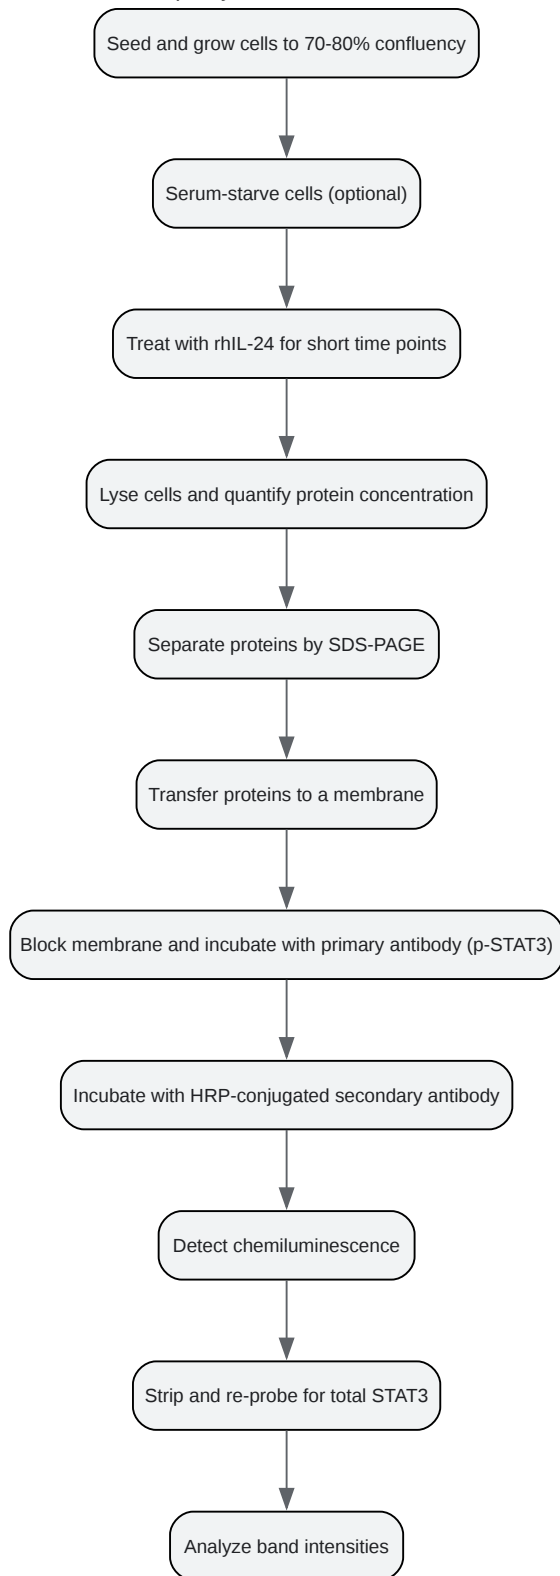 Seed and grow cells to 70-80% confluency
Serum-starve cells (optional)
Treat with rhIL-24 for short time points
Lyse cells and quantify protein concentration
Separate proteins by SDS-PAGE
Transfer proteins to a membrane
Block membrane and incubate with primary antibody (p-STAT3)
Incubate with HRP-conjugated secondary antibody
Detect chemiluminescence
Strip and re-probe for total STAT3
Analyze band intensities